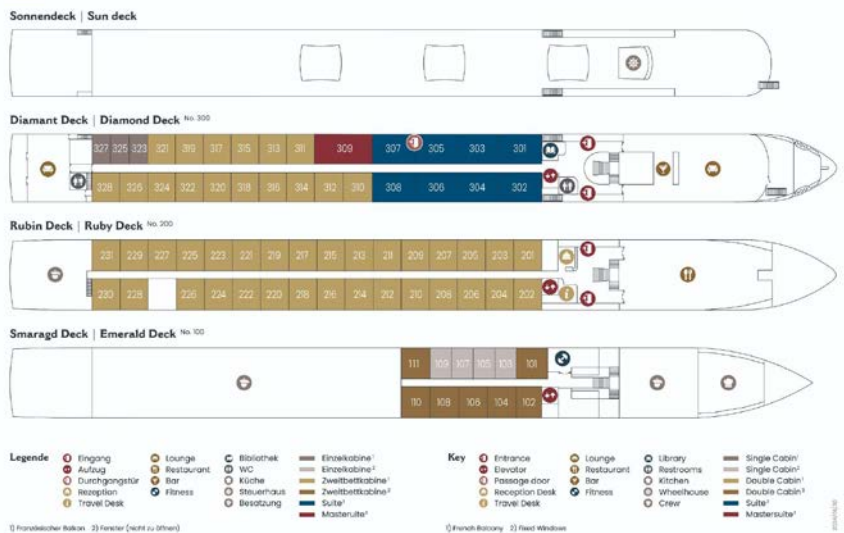 Sonnendeck | Sun deck
Diamant Deck | Diamond Deck No. 300
327 325 323 321 319 317 315 313 311 309 307 305 303 301
328 326 324 322 320 318 316 314 312 310 308 306 304 302
Rubin Deck | Ruby Deck No. 200
231 229 227 225 223 221 219 217 215 213 211 209 207 205 203 201
230 228 226 224 222 220 218 216 214 212 210 208 206 204 202
Smaragd Deck | Emerald Deck No. 100
111 109 107 105 103 101
110 108 106 104 102
Legende
Eingang
Aufzug
Durchgangstür
Rezeption
Travel Desk
Lounge
Restaurant
Bar
Fitness
Bibliothek
WC
Küche
Steuerhaus
Besatzung
Einzelkabine¹
Einzelkabine²
Zweitbettkabine¹
Zweitbettkabine²
Suite¹
Mastersuite¹
1) Französischer Balkon 2) Fenster (nicht zu öffnen)
Key
Entrance
Elevator
Passage door
Reception Desk
Travel Desk
Lounge
Restaurant
Bar
Fitness
Library
Restrooms
Kitchen
Wheelhouse
Crew
Single Cabin¹
Single Cabin²
Double Cabin¹
Double Cabin²
Suite¹
Mastersuite¹
1) French Balcony 2) Fixed Windows